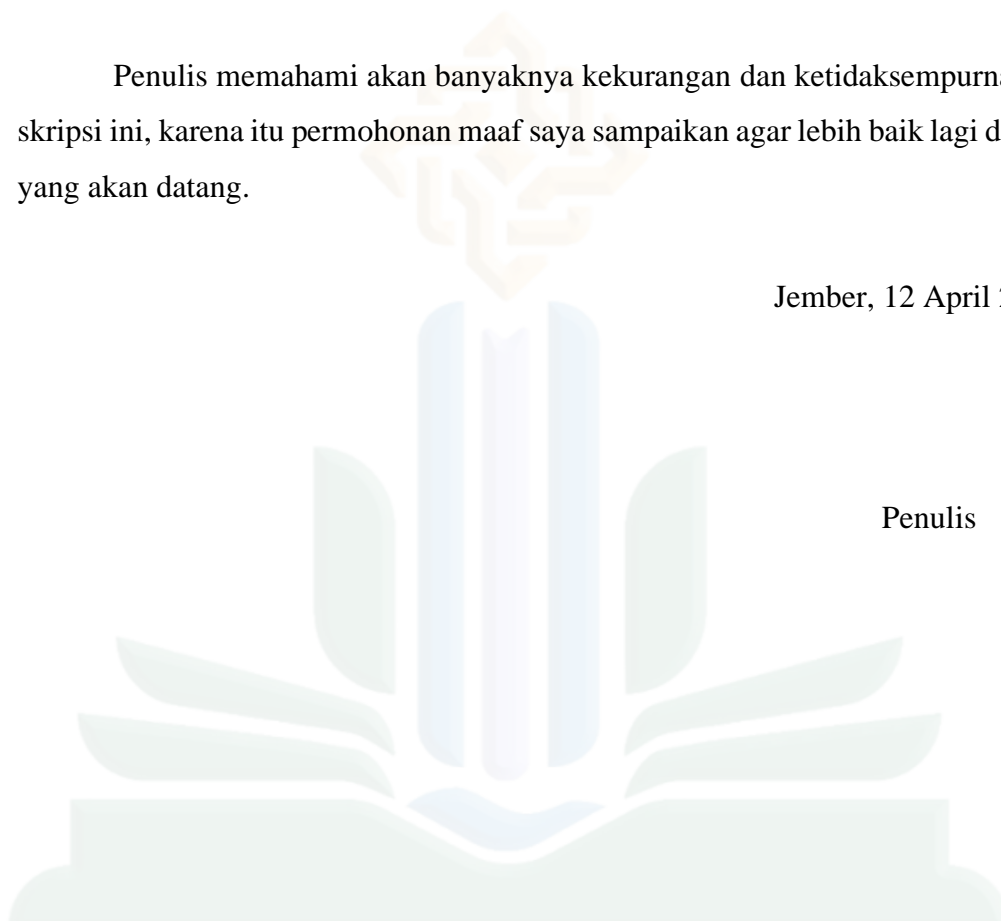 Penulis memahami akan banyaknya kekurangan dan
skripsi ini, karena itu permohonan maaf saya sampaikan agar lebih baik lagi
yang akan datang.
Jember, 12 April
Penulis